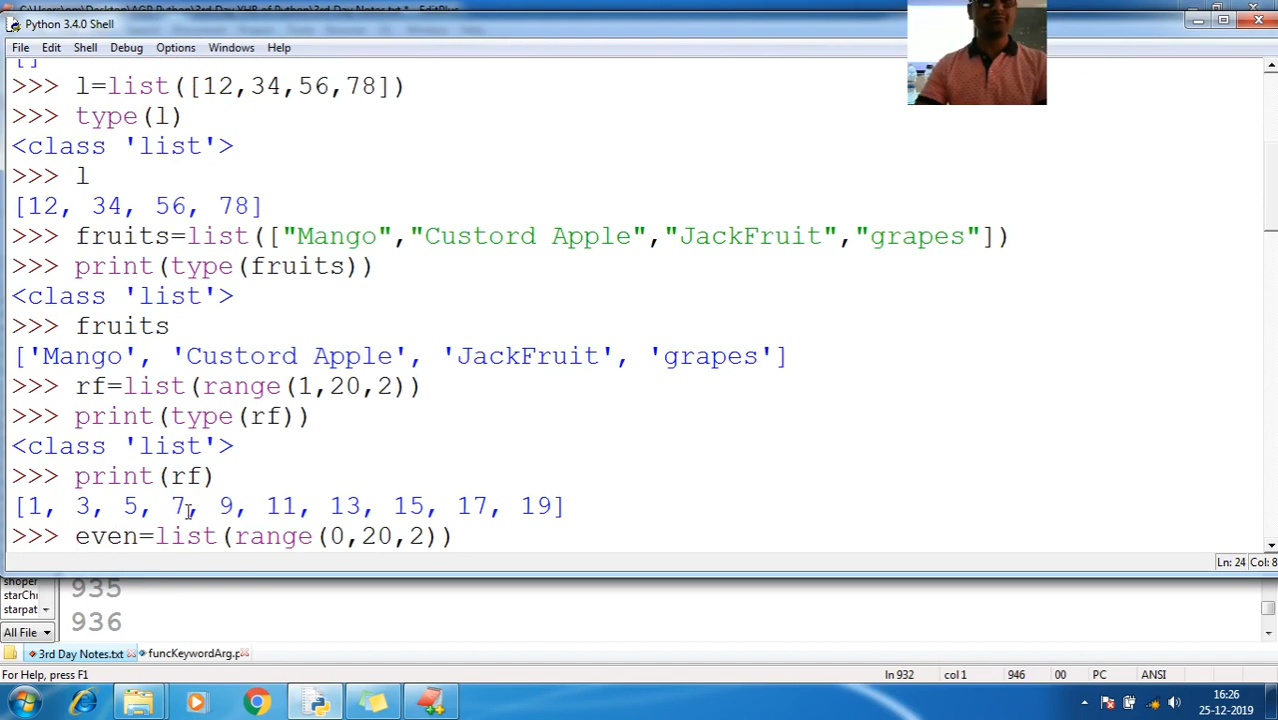 Python 3.4.0 Shell
File Edit Shell Debug Options Windows Help
[]
>>> l=list([12,34,56,78])
>>> type(l)
<class 'list'>
>>> l
[12, 34, 56, 78]
>>> fruits=list(["Mango","Custord Apple","JackFruit","grapes"])
>>> print(type(fruits))
<class 'list'>
>>> fruits
['Mango', 'Custord Apple', 'JackFruit', 'grapes']
>>> rf=list(range(1,20,2))
>>> print(type(rf))
<class 'list'>
>>> print(rf)
[1, 3, 5, 7, 9, 11, 13, 15, 17, 19]
>>> even=list(range(0,20,2))
Ln: 24 Col: 8
shoper
starChr
starpat
935
936
All File
3rd Day Notes.txt funcKeywordArg.p
For Help, press F1 ln 932 col 1 946 00 PC ANSI
16:26
25-12-2019